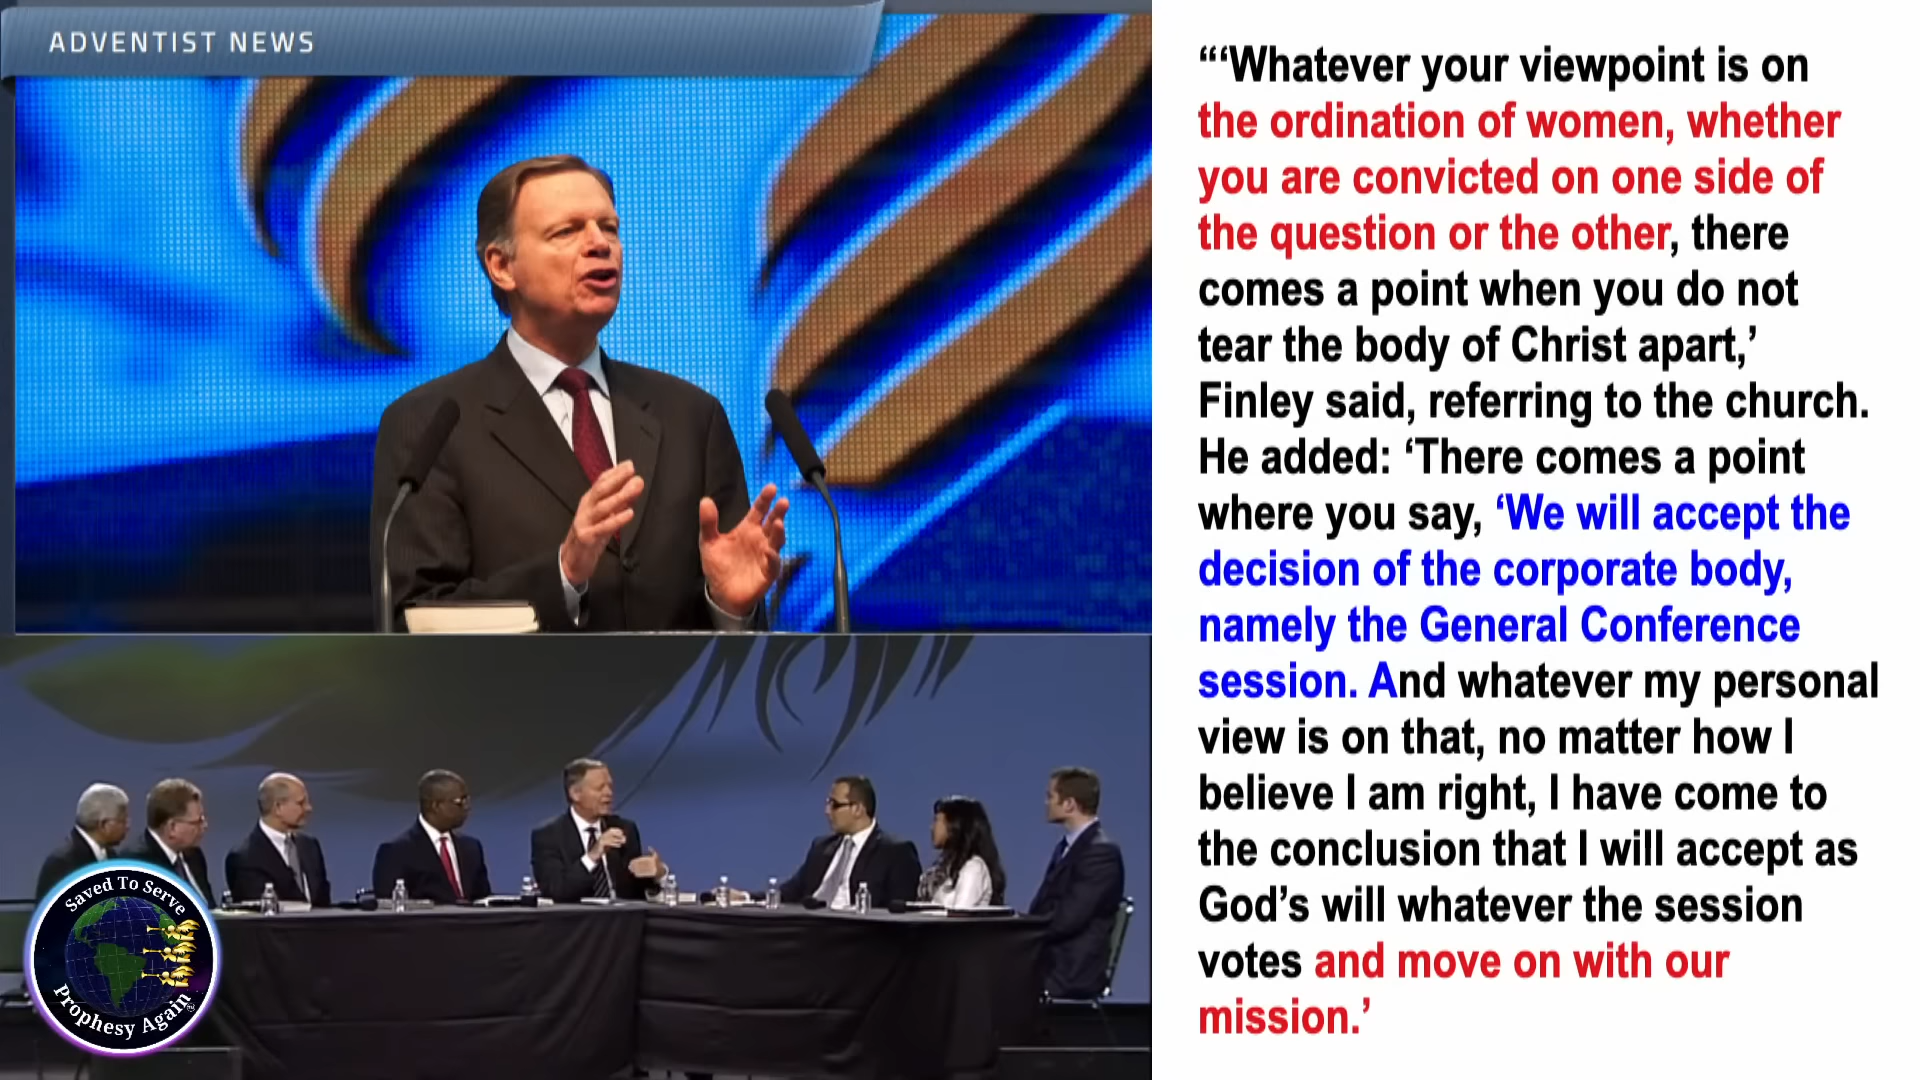 ADVENTIST NEWS
“‘Whatever your viewpoint is on
the ordination of women, whether
you are convicted on one side of
the question or the other, there
comes a point when you do not
tear the body of Christ apart,’
Finley said, referring to the church.
He added: ‘There comes a point
where you say, ‘We will accept the
decision of the corporate body,
namely the General Conference
session. And whatever my personal
view is on that, no matter how I
believe I am right, I have come to
the conclusion that I will accept as
God’s will whatever the session
votes and move on with our
mission.’
Saved To Serve
Prophesy Again®